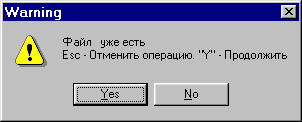 Warning
Файл уже есть
Esc - Отменить операцию. "Y" - Продолжить
Yes
No